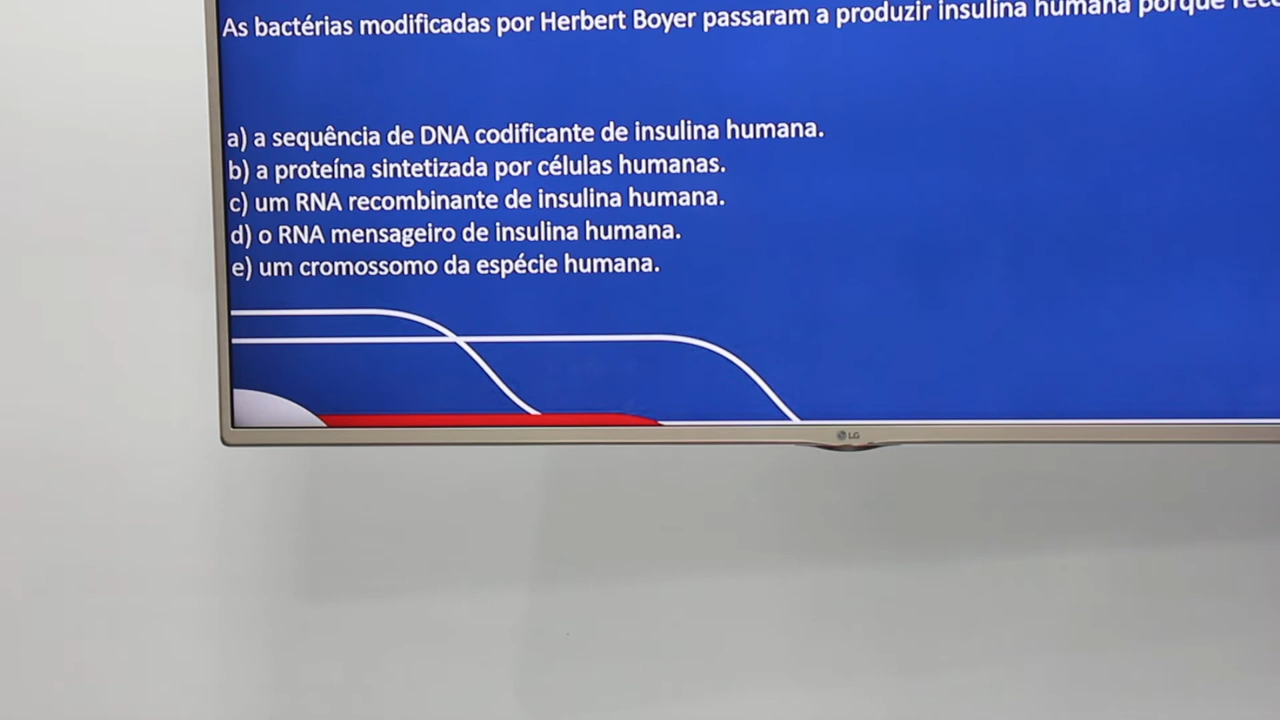 As bactérias modificadas por Herbert Boyer passaram a produzir insulina humana porque
a) a sequência de DNA codificante de insulina humana.
b) a proteína sintetizada por células humanas.
c) um RNA recombinante de insulina humana.
d) o RNA mensageiro de insulina humana.
e) um cromossomo da espécie humana.
LG